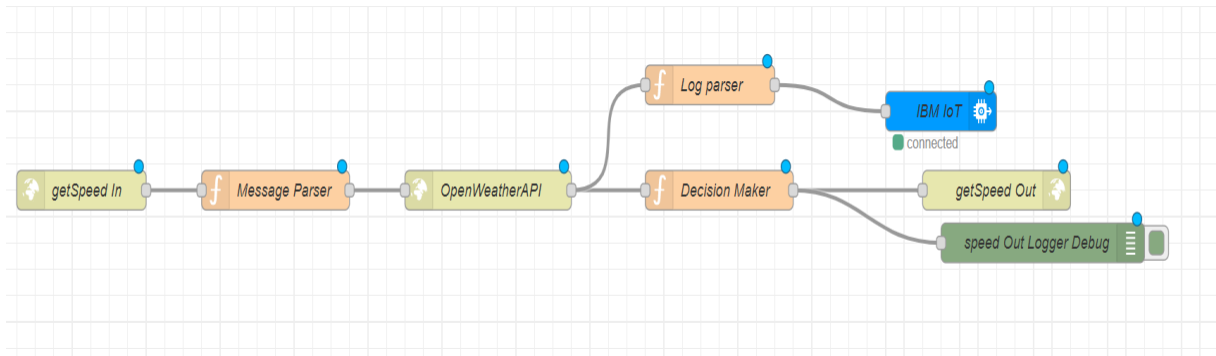 Log parser
IBM IoT
connected
getSpeed In
Message Parser
OpenWeatherAPI
Decision Maker
getSpeed Out
speed Out Logger Debug